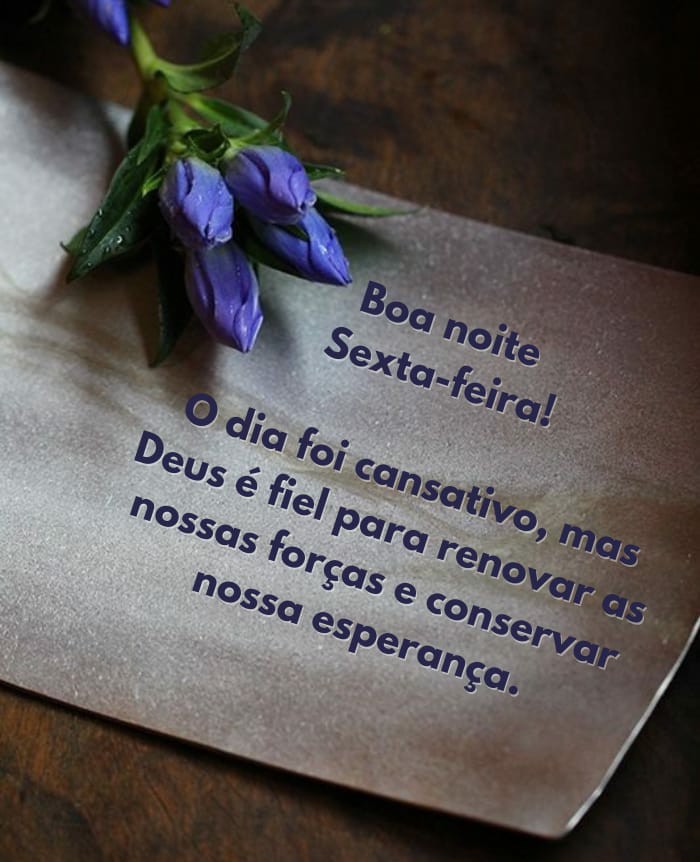 Boa noite
Sexta-feira!
O dia foi cansativo, mas
Deus é fiel para renovar as
nossas forças e conservar
nossa esperança.